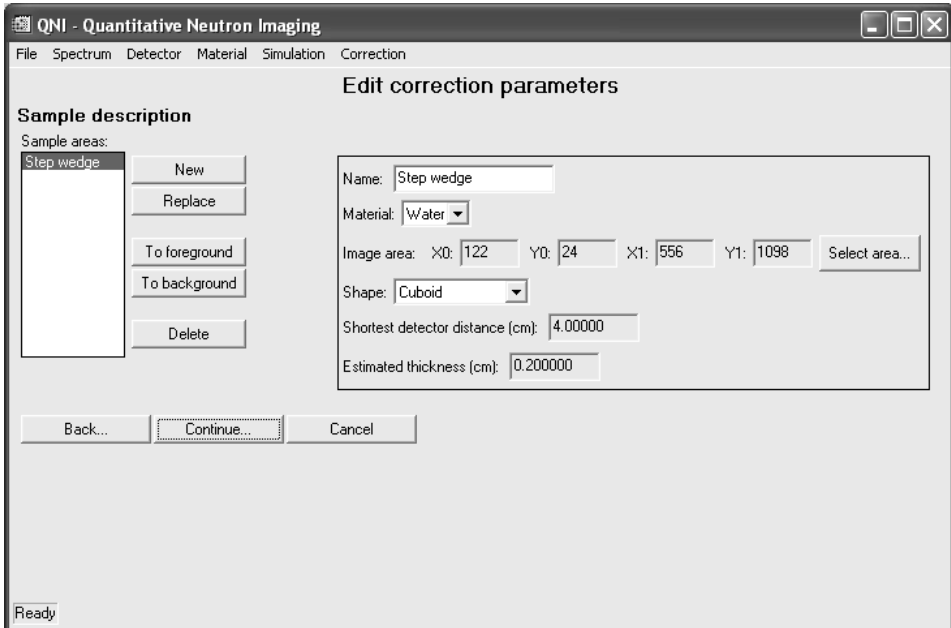 QNI - Quantitative Neutron Imaging
File Spectrum Detector Material Simulation Correction
Edit correction parameters
Sample description
Sample areas:
Step wedge
New
Replace
To foreground
To background
Delete
Name: Step wedge
Material: Water
Image area: X0: 122 Y0: 24 X1: 556 Y1: 1098 Select area...
Shape: Cuboid
Shortest detector distance (cm): 4.00000
Estimated thickness (cm): 0.200000
Back... Continue... Cancel
Ready